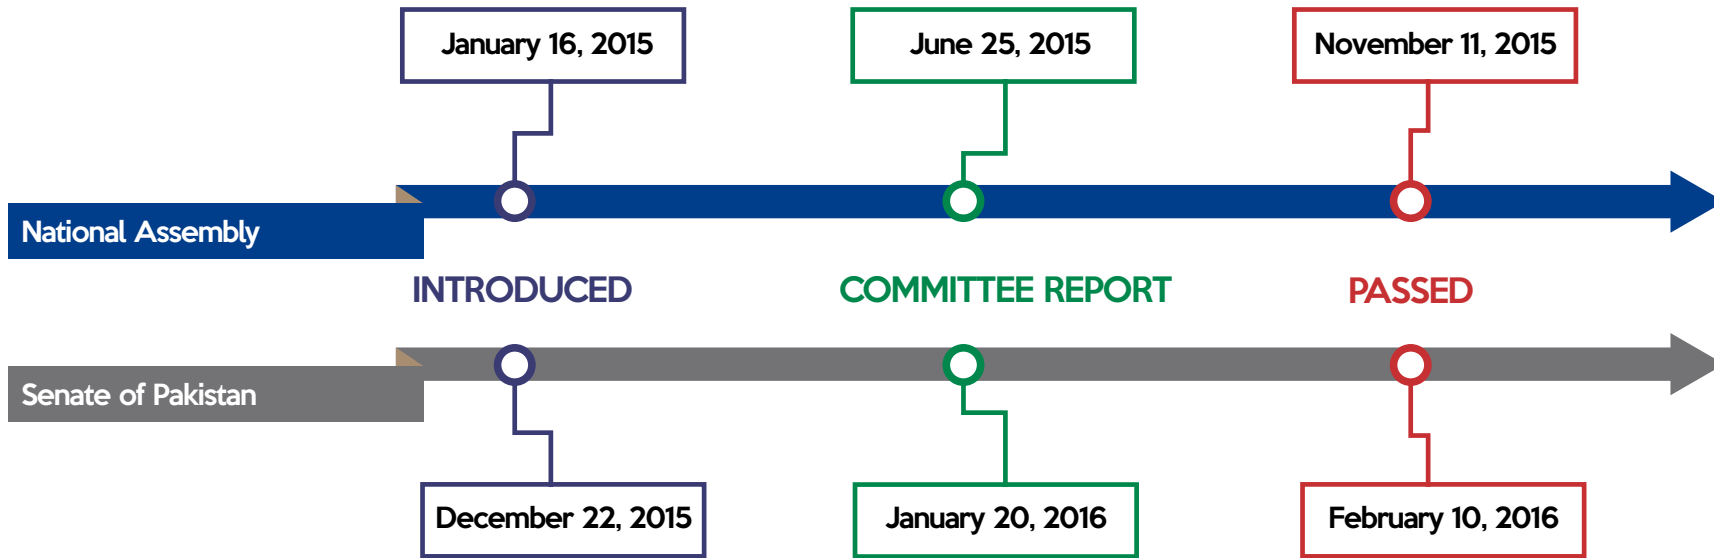 January 16, 2015
June 25, 2015
November 11, 2015
National Assembly
INTRODUCED
COMMITTEE REPORT
PASSED
Senate of Pakistan
December 22, 2015
January 20, 2016
February 10, 2016